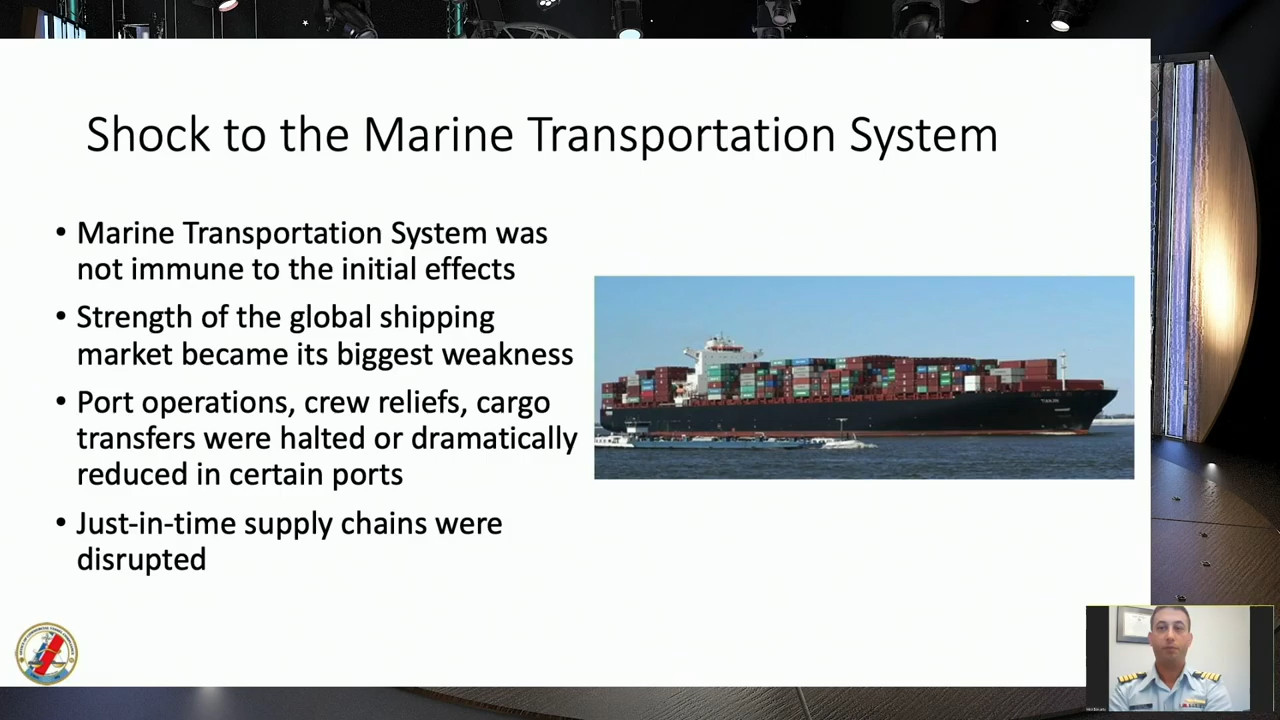 Shock to the Marine Transportation System
• Marine Transportation System was
not immune to the initial effects
• Strength of the global shipping
market became its biggest weakness
• Port operations, crew reliefs, cargo
transfers were halted or dramatically
reduced in certain ports
• Just-in-time supply chains were
disrupted